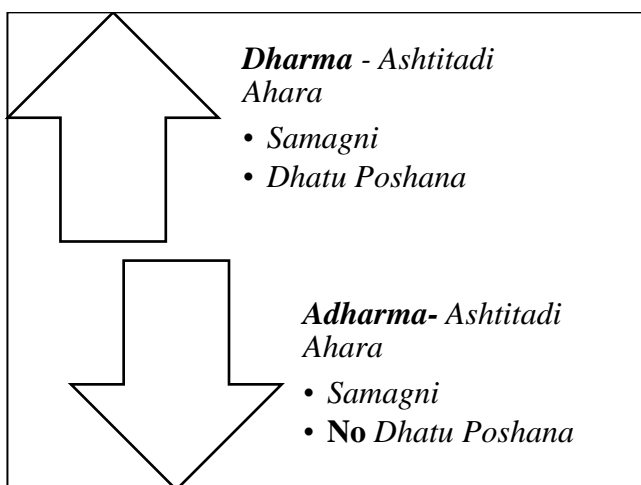 Dharma - Ashtitadi
Ahara
• Samagni
• Dhatu Poshana
Adharma- Ashtitadi
Ahara
• Samagni
• No Dhatu Poshana